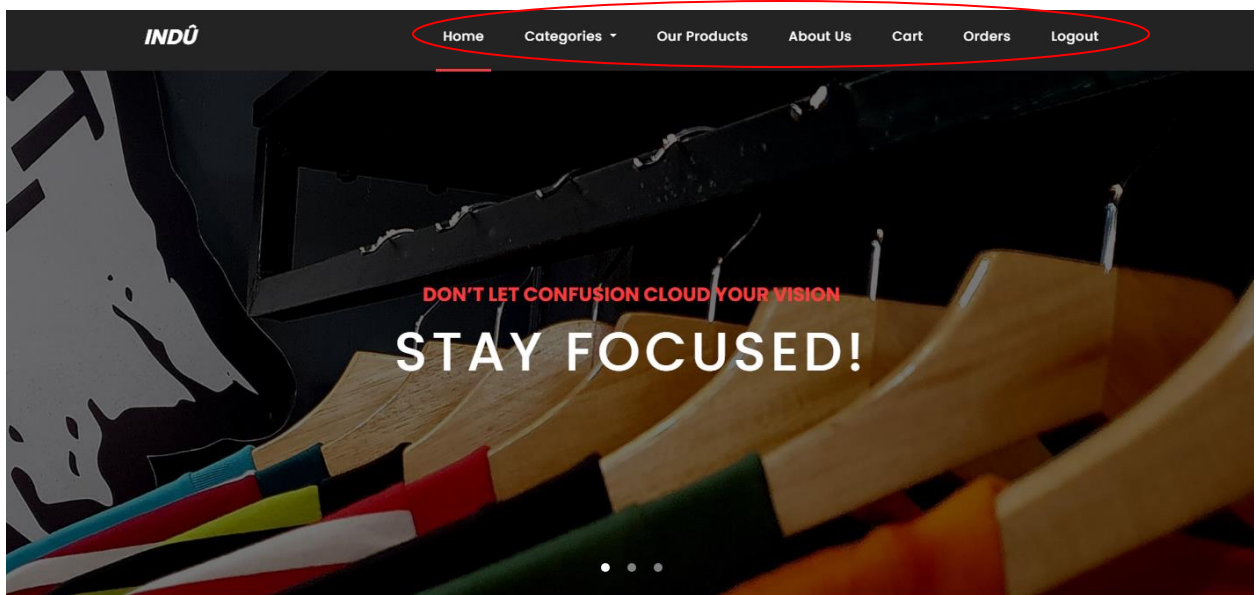 INDÛ
Home Categories Our Products About Us Cart Orders Logout
DON'T LET CONFUSION CLOUD YOUR VISION
STAY FOCUSED!